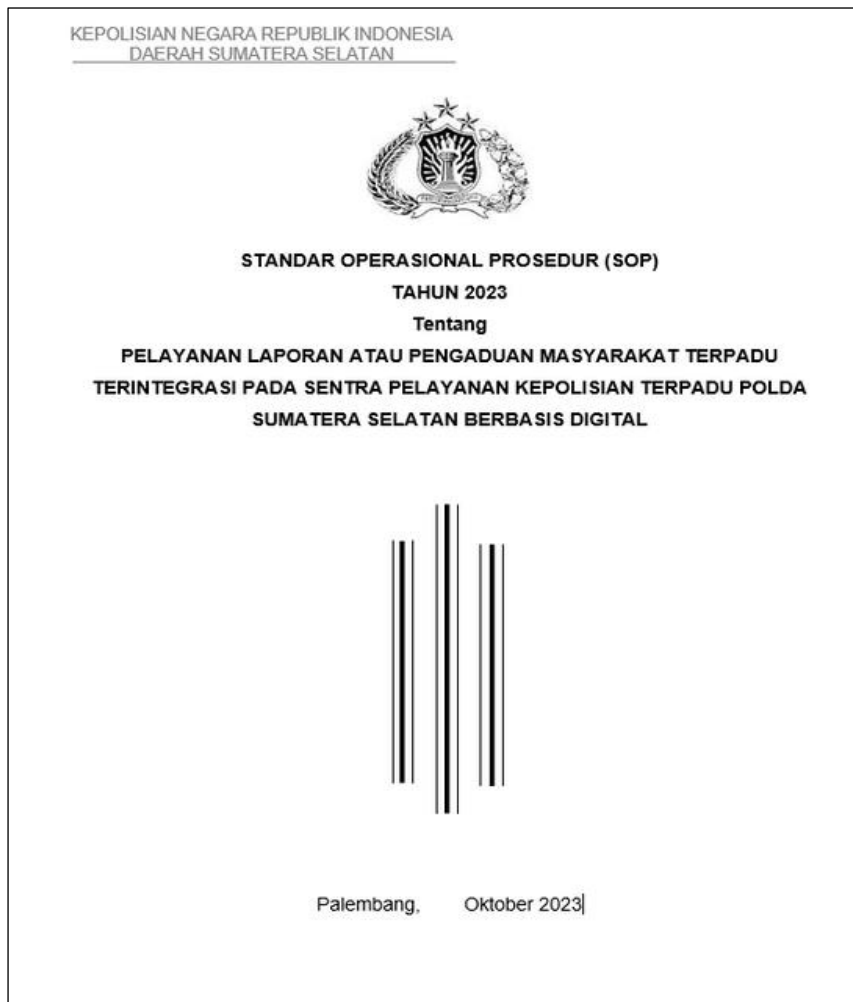 KEPOLISIAN NEGARA REPUBLIK INDONESIA
DAERAH SUMATERA SELATAN
STANDAR OPERASIONAL PROSEDUR (SOP)
TAHUN 2023
Tentang
PELAYANAN LAPORAN ATAU PENGADUAN MASYARAKAT TERPADU
TERINTEGRASI PADA SENTRA PELAYANAN KEPOLISIAN TERPADU POLDA
SUMATERA SELATAN BERBASIS DIGITAL
Palembang, Oktober 2023